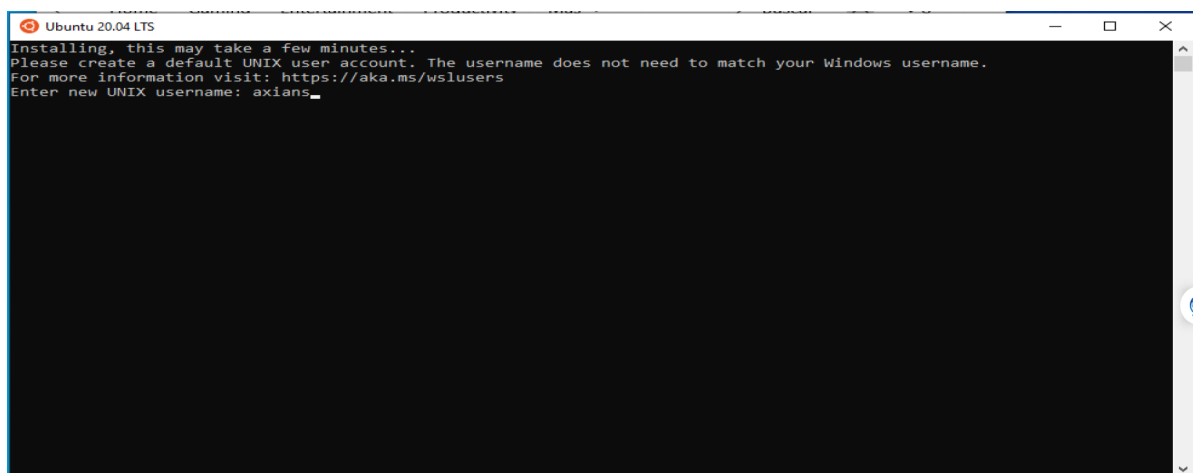 Ubuntu 20.04 LTS
Installing, this may take a few minutes...
Please create a default UNIX user account. The username does not need to match your Windows username.
For more information visit: https://aka.ms/wslusers
Enter new UNIX username: axians